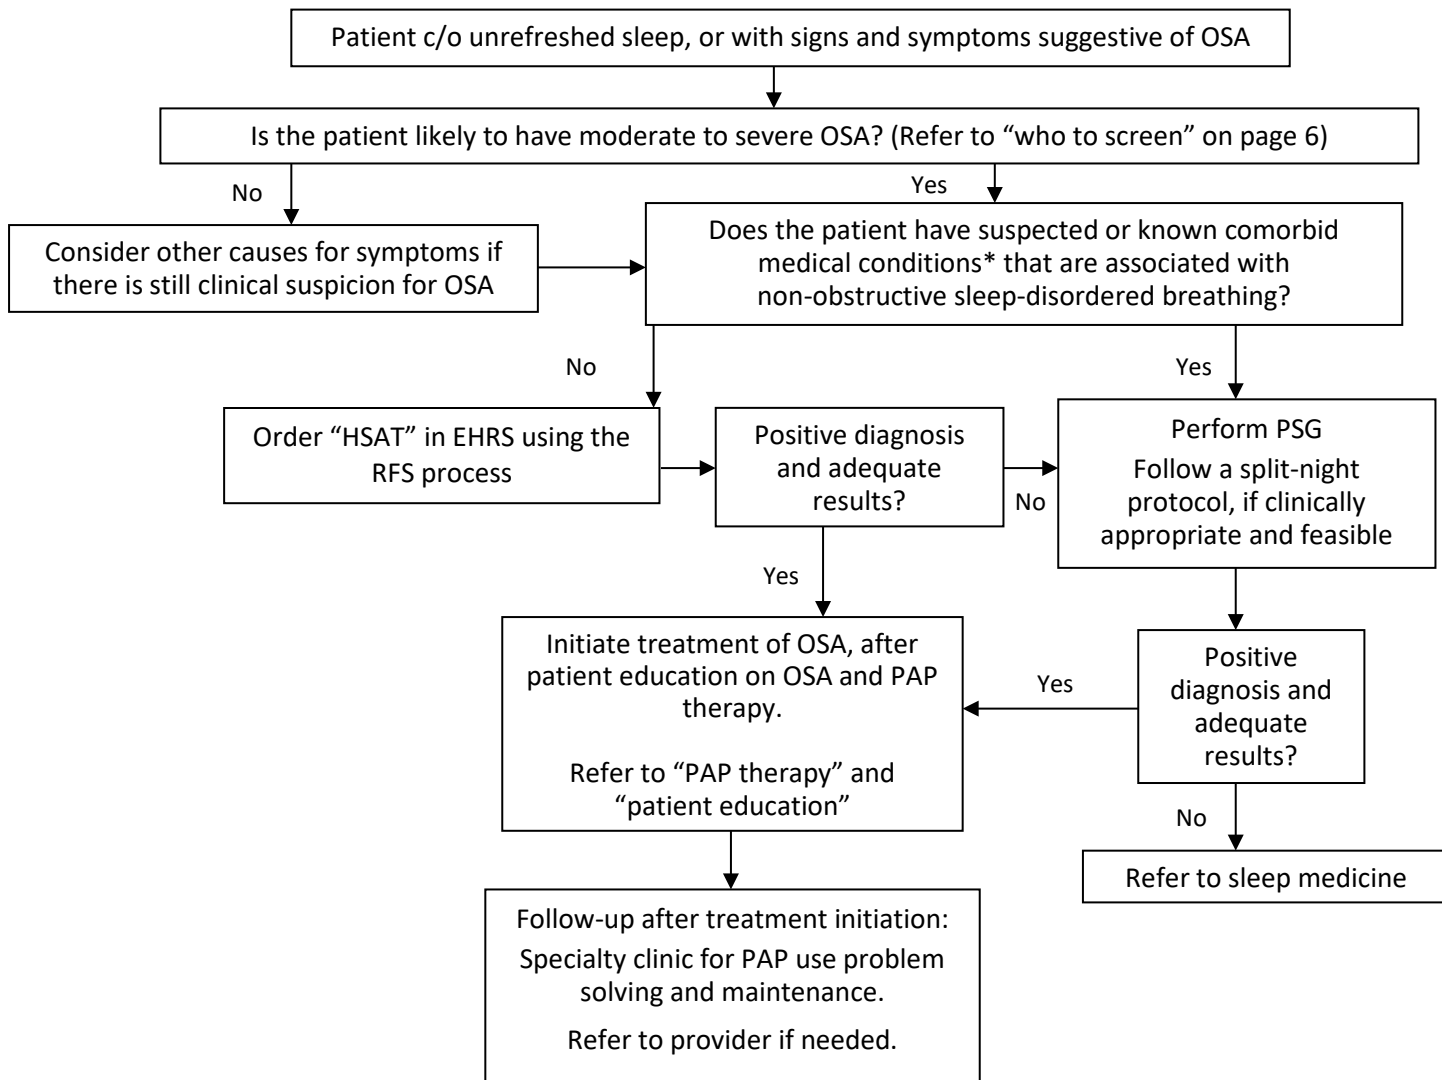 Patient c/o unrefreshed sleep, or with signs and symptoms suggestive of OSA
Is the patient likely to have moderate to severe OSA? (Refer to “who to screen” on page 6)
No
Yes
Consider other causes for symptoms if
there is still clinical suspicion for OSA
Does the patient have suspected or known comorbid
medical conditions* that are associated with
non-obstructive sleep-disordered breathing?
No
Yes
Order “HSAT” in EHRS using the
RFS process
Positive diagnosis
and adequate
results?
No
Perform PSG
Follow a split-night
protocol, if clinically
appropriate and feasible
Yes
Initiate treatment of OSA, after
patient education on OSA and PAP
therapy.
Refer to “PAP therapy” and
“patient education”
Yes
Positive
diagnosis and
adequate
results?
No
Refer to sleep medicine
Follow-up after treatment initiation:
Specialty clinic for PAP use problem
solving and maintenance.
Refer to provider if needed.